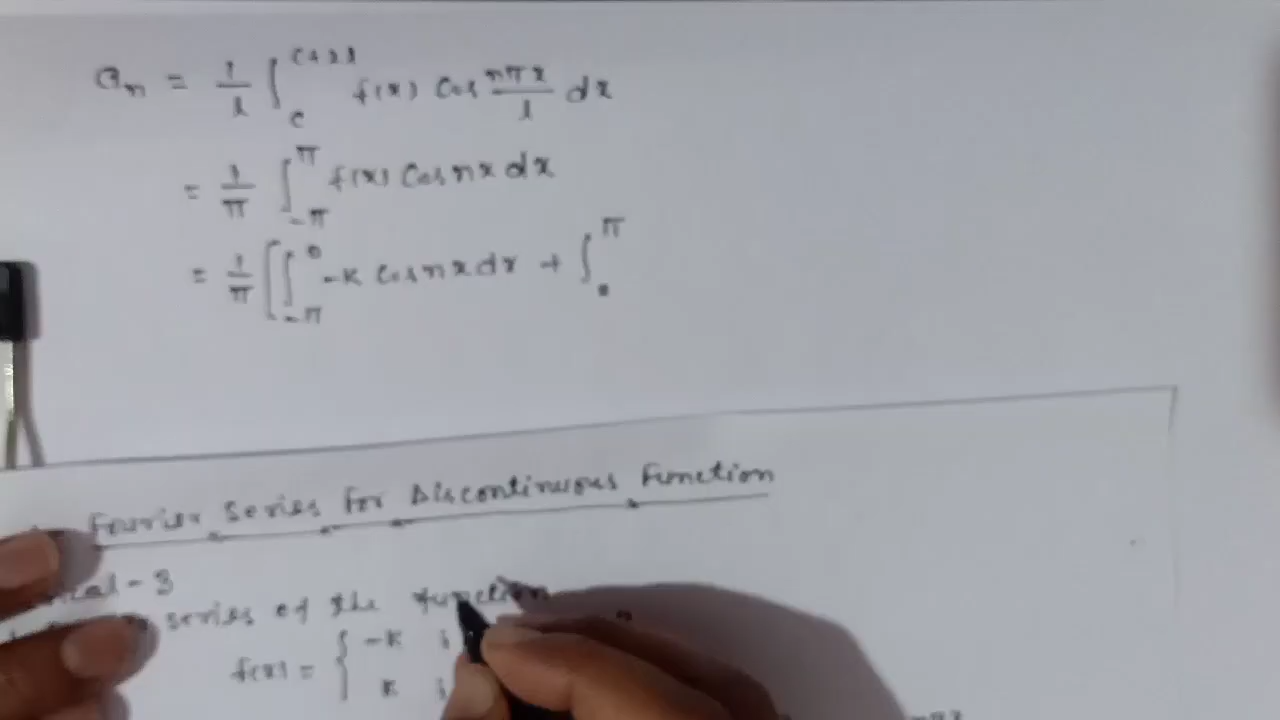 aₙ = 1/l ∫_c^{c+2l} f(x) cos nπx/l dx
= 1/π ∫_{-π}^{π} f(x) cos nx dx
= 1/π [∫_{-π}^{0} -k cos nx dx + ∫_0^π
Fourier Series For Discontinuous Function
-3
series of the function
f(x) = { -k i
k i